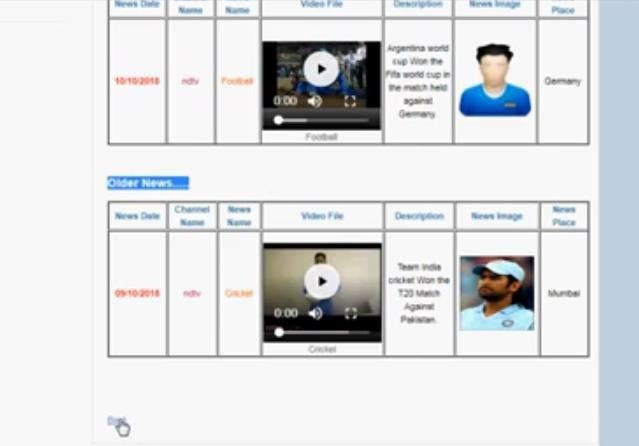 News Date
Name
News Name
Video File
Description
News Image
Place
10/10/2018
ndtv
Football
0:00
Football
Argentina world
cup Won the
Fifa world cup in
the match held
against
Germany.
Germany
Older News.....
News Date
Channel
Name
News
Name
Video File
Description
News Image
News
Place
09/10/2018
ndtv
Cricket
0:00
Cricket
Team india
cricket Won the
T20 Match
Against
Pakistan.
Mumbai